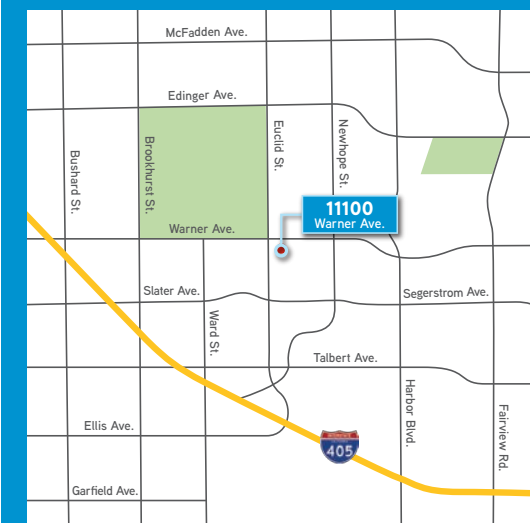 McFadden Ave.
Edinger Ave.
Bushard St.
Brookhurst St.
Euclid St.
Newhope St.
11100
Warner Ave.
Warner Ave.
Slater Ave.
Segerstrom Ave.
Ward St.
Talbert Ave.
Harbor Blvd.
Fairview Rd.
Ellis Ave.
405
Garfield Ave.